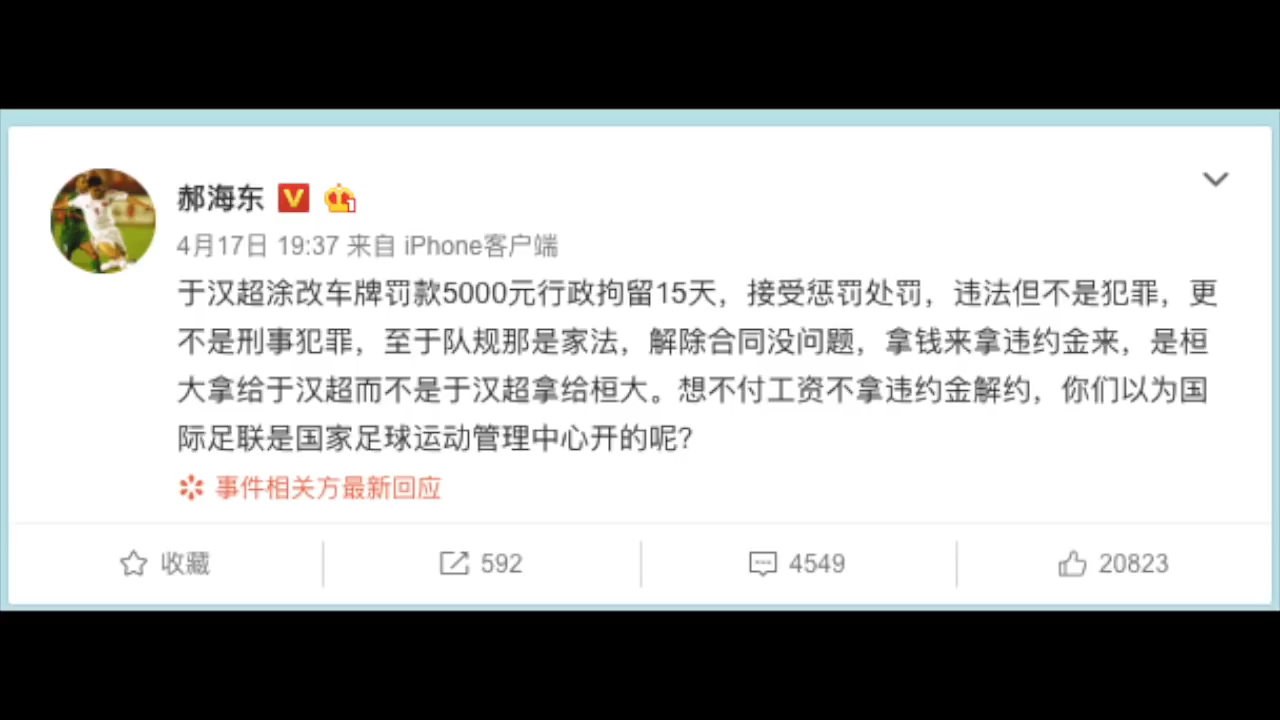 郝海东
4月17日 19:37 来自 iPhone客户端
于汉超涂改车牌罚款5000元行政拘留15天，接受惩罚处罚，违法但不是犯罪，更
不是刑事犯罪，至于队规那是家法，解除合同没问题，拿钱来拿违约金来，是桓
大拿给于汉超而不是于汉超拿给桓大。想不付工资不拿违约金解约，你们以为国
际足联是国家足球运动管理中心开的呢？
事件相关方最新回应
收藏 592 4549 20823